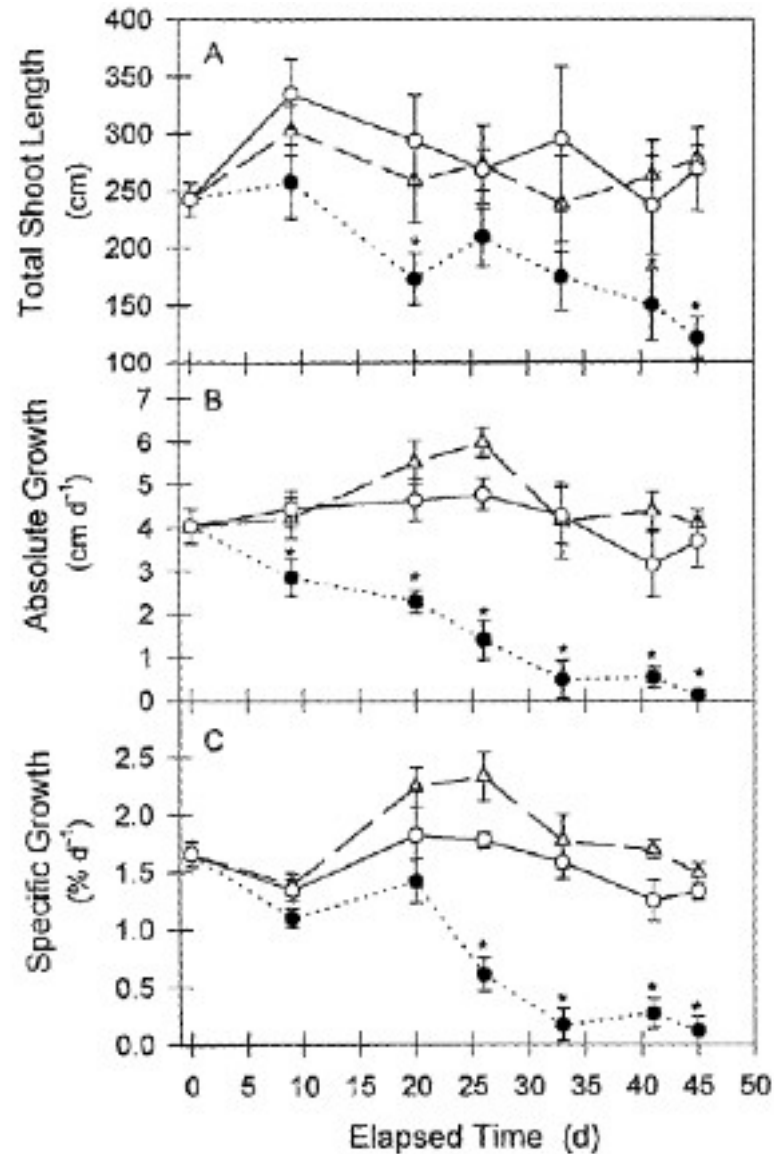 A
400
350
300
250
200
150
100
Total Shoot Length
(cm)
* * * *
B
7
6
5
4
3
2
1
0
Absolute Growth
(cm d⁻¹)
* * * * * * *
C
2.5
2.0
1.5
1.0
0.5
0.0
Specific Growth
(% d⁻¹)
* * * *
0 5 10 15 20 25 30 35 40 45 50
Elapsed Time (d)